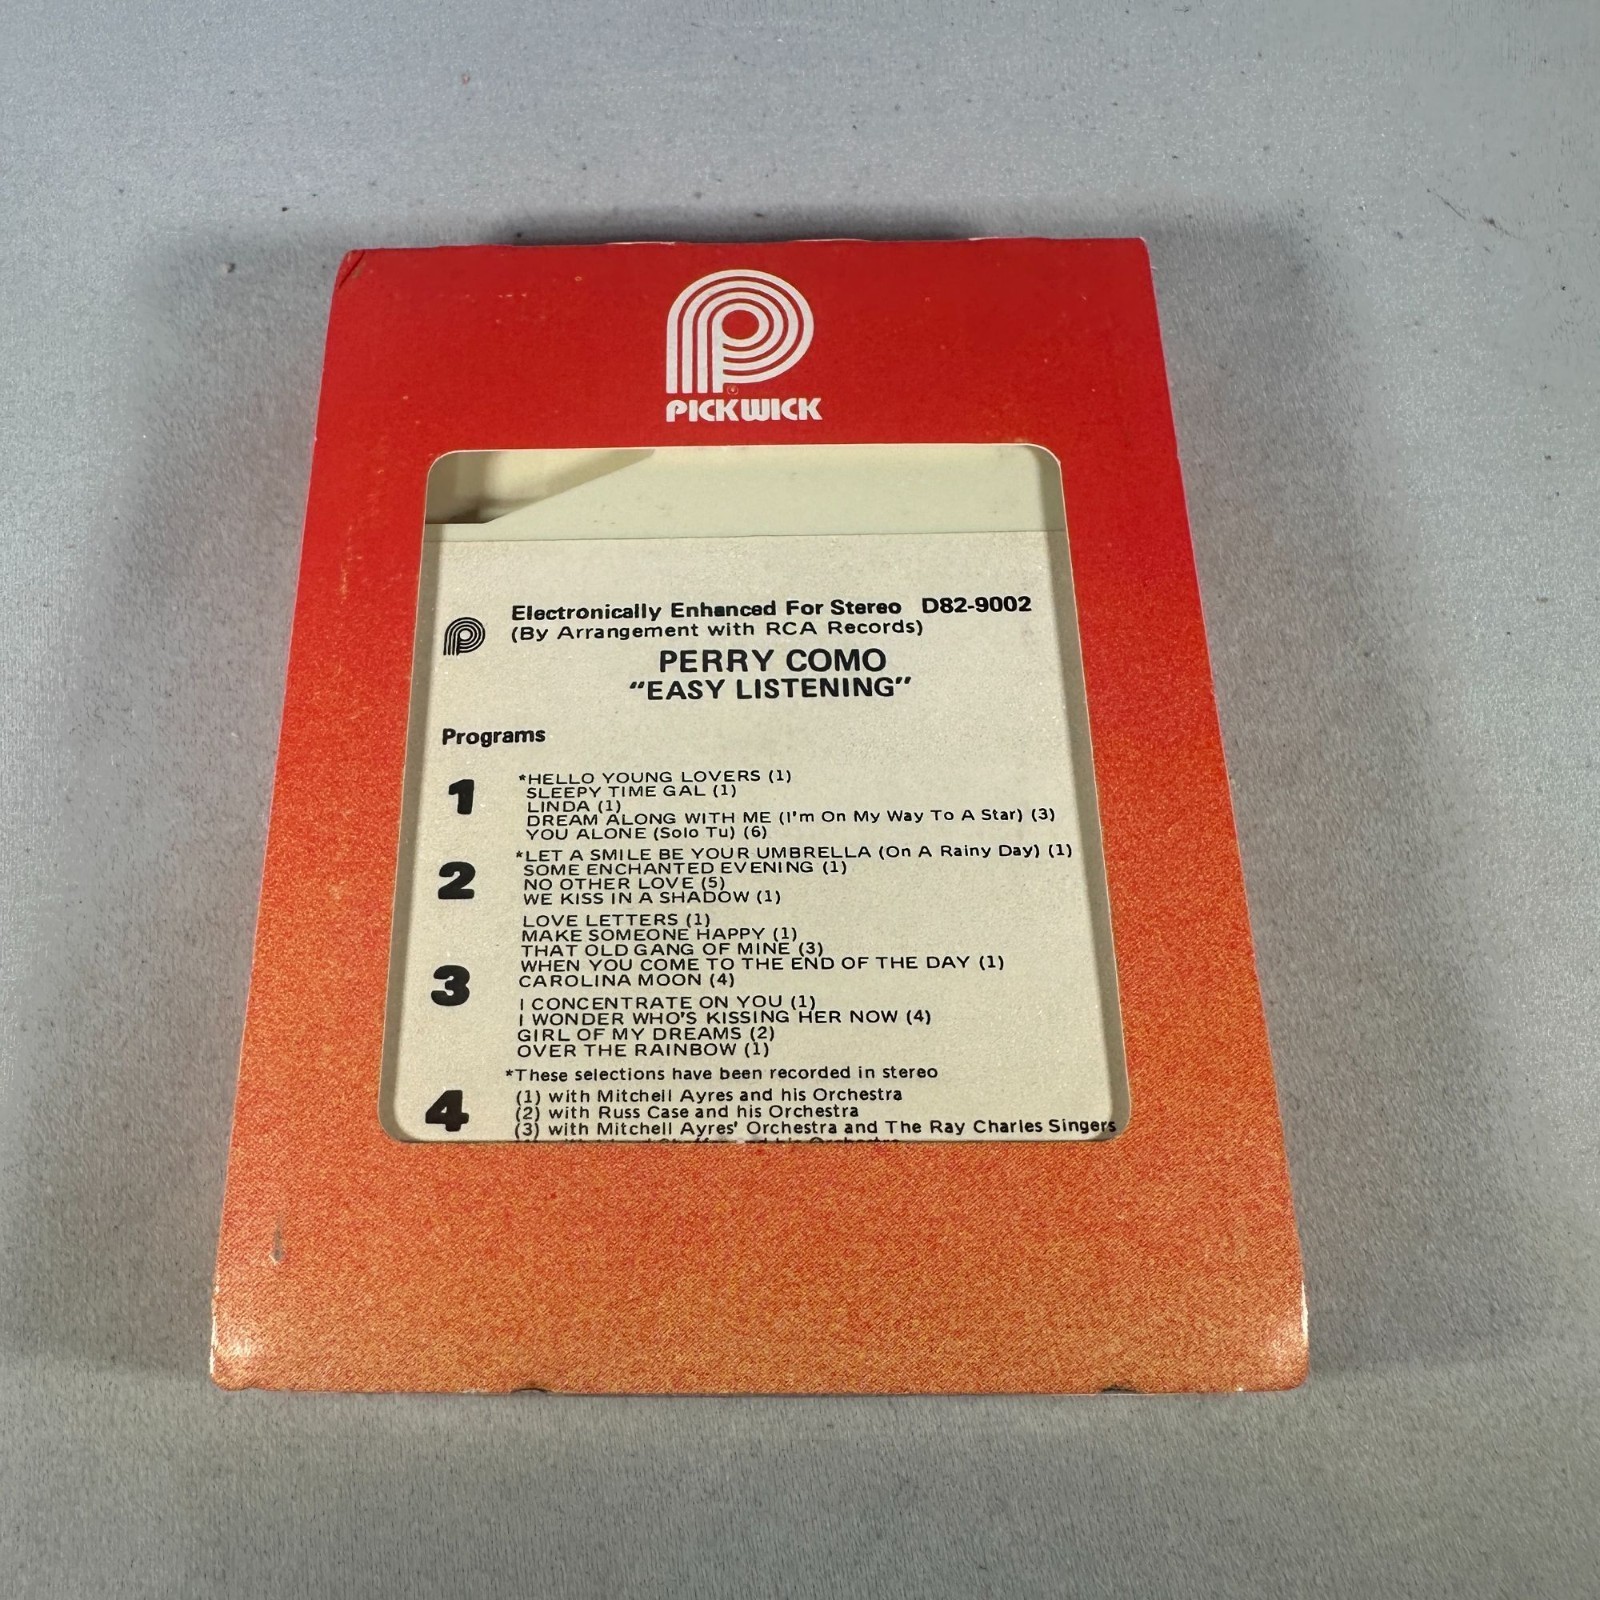 PICKWICK
Electronically Enhanced For Stereo D82-9002
(By Arrangement with RCA Records)
PERRY COMO
"EASY LISTENING"
Programs
1
*HELLO YOUNG LOVERS (1)
SLEEPY TIME GAL (1)
LINDA (1)
DREAM ALONG WITH ME (I'm On My Way To A Star) (3)
YOU ALONE (Solo Tu) (6)
2
*LET A SMILE BE YOUR UMBRELLA (On A Rainy Day) (1)
SOME ENCHANTED EVENING (1)
NO OTHER LOVE (5)
WE KISS IN A SHADOW (1)
3
LOVE LETTERS (1)
MAKE SOMEONE HAPPY (1)
THAT OLD GANG OF MINE (3)
WHEN YOU COME TO THE END OF THE DAY (1)
CAROLINA MOON (4)
I CONCENTRATE ON YOU (1)
I WONDER WHO'S KISSING HER NOW (4)
GIRL OF MY DREAMS (2)
OVER THE RAINBOW (1)
*These selections have been recorded in stereo
4
(1) with Mitchell Ayres and his Orchestra
(2) with Russ Case and his Orchestra
(3) with Mitchell Ayres' Orchestra and The Ray Charles Singers